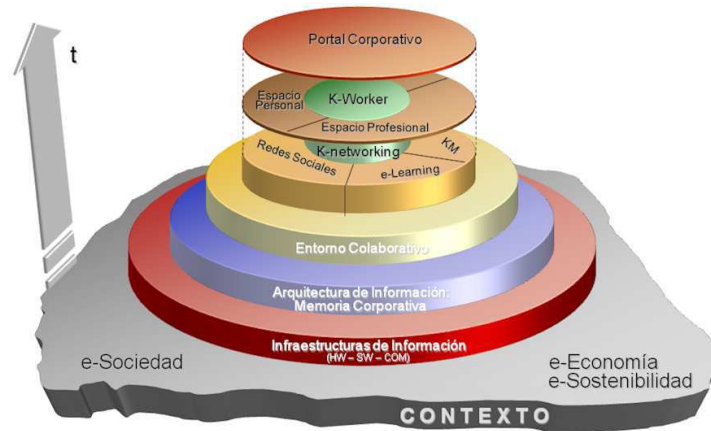 t
Portal Corporativo
Espacio
Personal
K-Worker
Espacio Profesional
K-networking
Redes Sociales
KM
e-Learning
Entorno Colaborativo
Arquitectura de Información:
Memoria Corporativa
Infraestructuras de Información
(HW – SW – COM)
e-Sociedad
e-Economía
e-Sostenibilidad
CONTEXTO